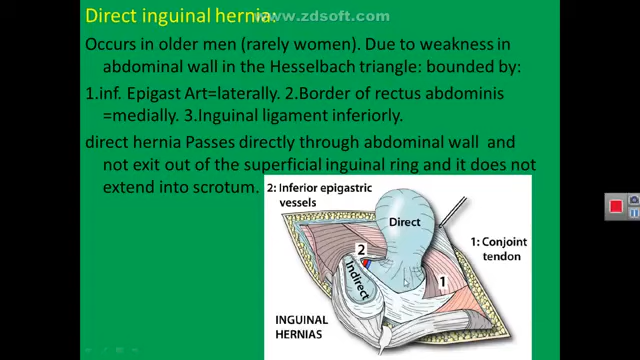 www.zdsoft.com
Direct inguinal hernia.
Occurs in older men (rarely women). Due to weakness in
abdominal wall in the Hesselbach triangle: bounded by:
1.inf. Epigast Art=laterally. 2.Border of rectus abdominis
=medially. 3.Inguinal ligament inferiorly.
direct hernia Passes directly through abdominal wall and
not exit out of the superficial inguinal ring and it does not
extend into scrotum.
2: Inferior epigastric
vessels
Direct
1: Conjoint
tendon
2
Indirect
1
INGUINAL
HERNIAS